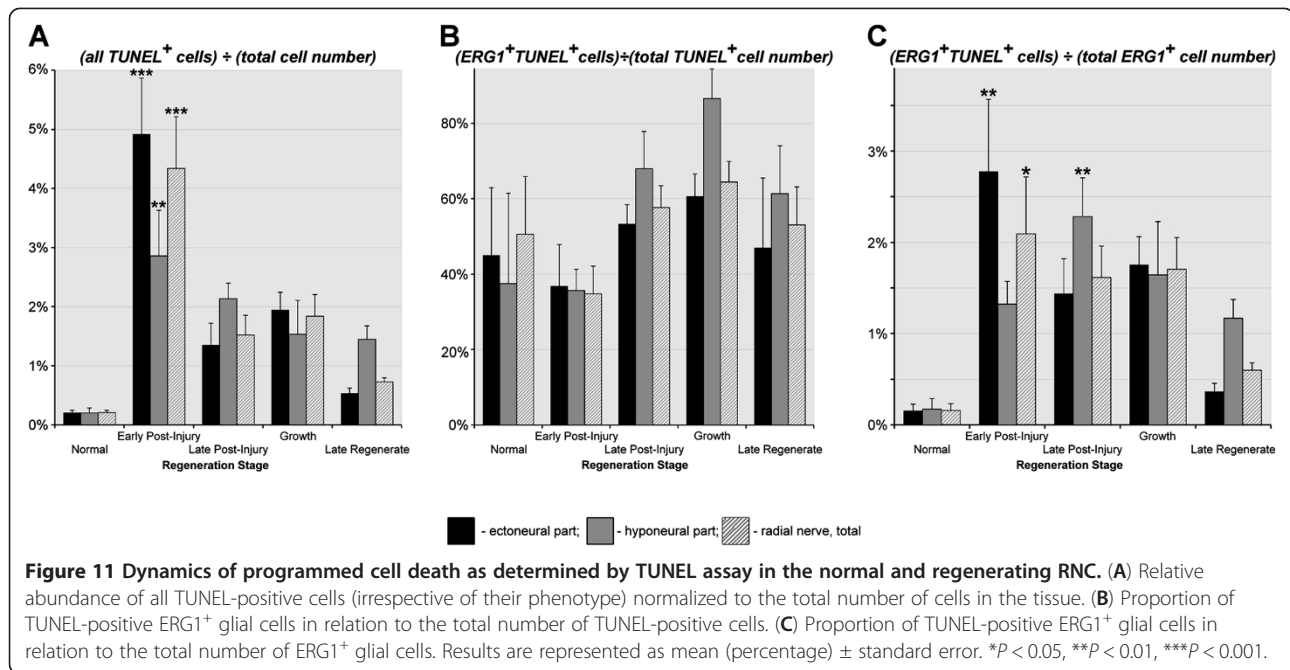 A
(all TUNEL+ cells) ÷ (total cell number)
6%
5%
4%
3%
2%
1%
0%
***
**
***
Normal
Early Post-Injury
Late Post-Injury
Growth
Late Regenerate
Regeneration Stage
B
(ERG1+TUNEL+cells)÷(total TUNEL+ cell number)
80%
60%
40%
20%
0%
Normal
Early Post-Injury
Late Post-Injury
Growth
Late Regenerate
Regeneration Stage
C
(ERG1+TUNEL+ cells) ÷ (total ERG1+ cell number)
3%
2%
1%
0%
**
*
**
Normal
Early Post-Injury
Late Post-Injury
Growth
Late Regenerate
Regeneration Stage
- ectoneural part; - hyponeural part; - radial nerve, total
Figure 11 Dynamics of programmed cell death as determined by TUNEL assay in the normal and regenerating RNC. (A) Relative
abundance of all TUNEL-positive cells (irrespective of their phenotype) normalized to the total number of cells in the tissue. (B) Proportion of
TUNEL-positive ERG1+ glial cells in relation to the total number of TUNEL-positive cells. (C) Proportion of TUNEL-positive ERG1+ glial cells in
relation to the total number of ERG1+ glial cells. Results are represented as mean (percentage) ± standard error. *P < 0.05, **P < 0.01, ***P < 0.001.